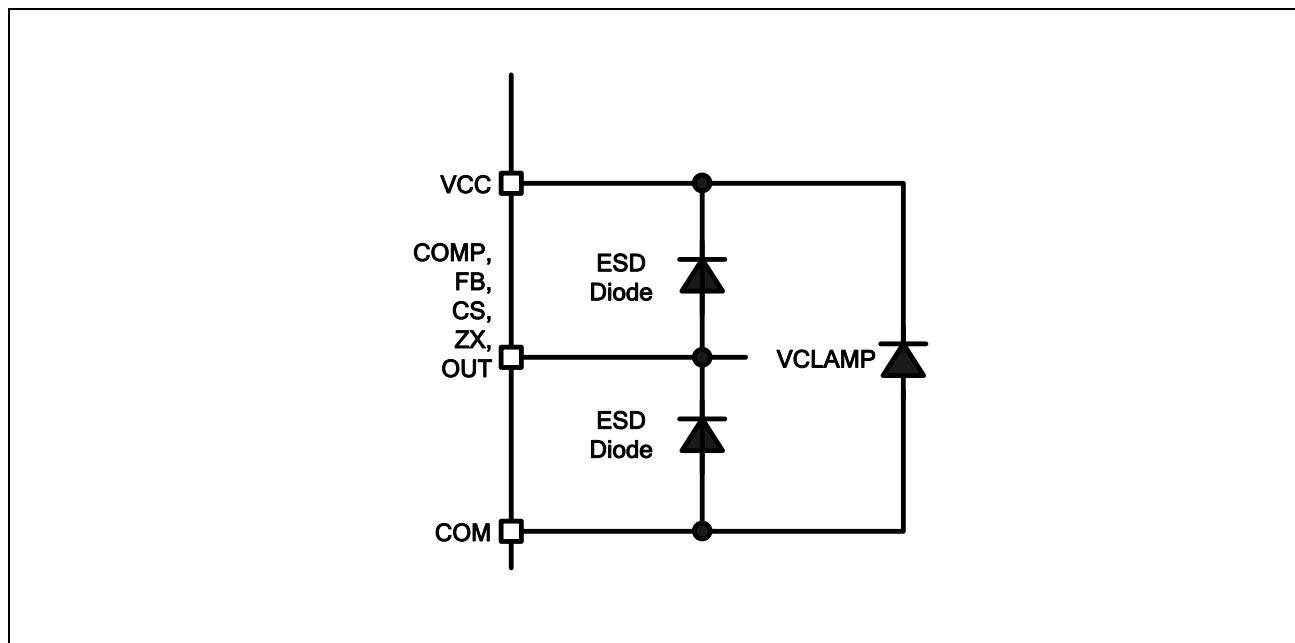 VCC
COMP,
FB,
CS,
ZX,
OUT
ESD
Diode
VCLAMP
ESD
Diode
COM